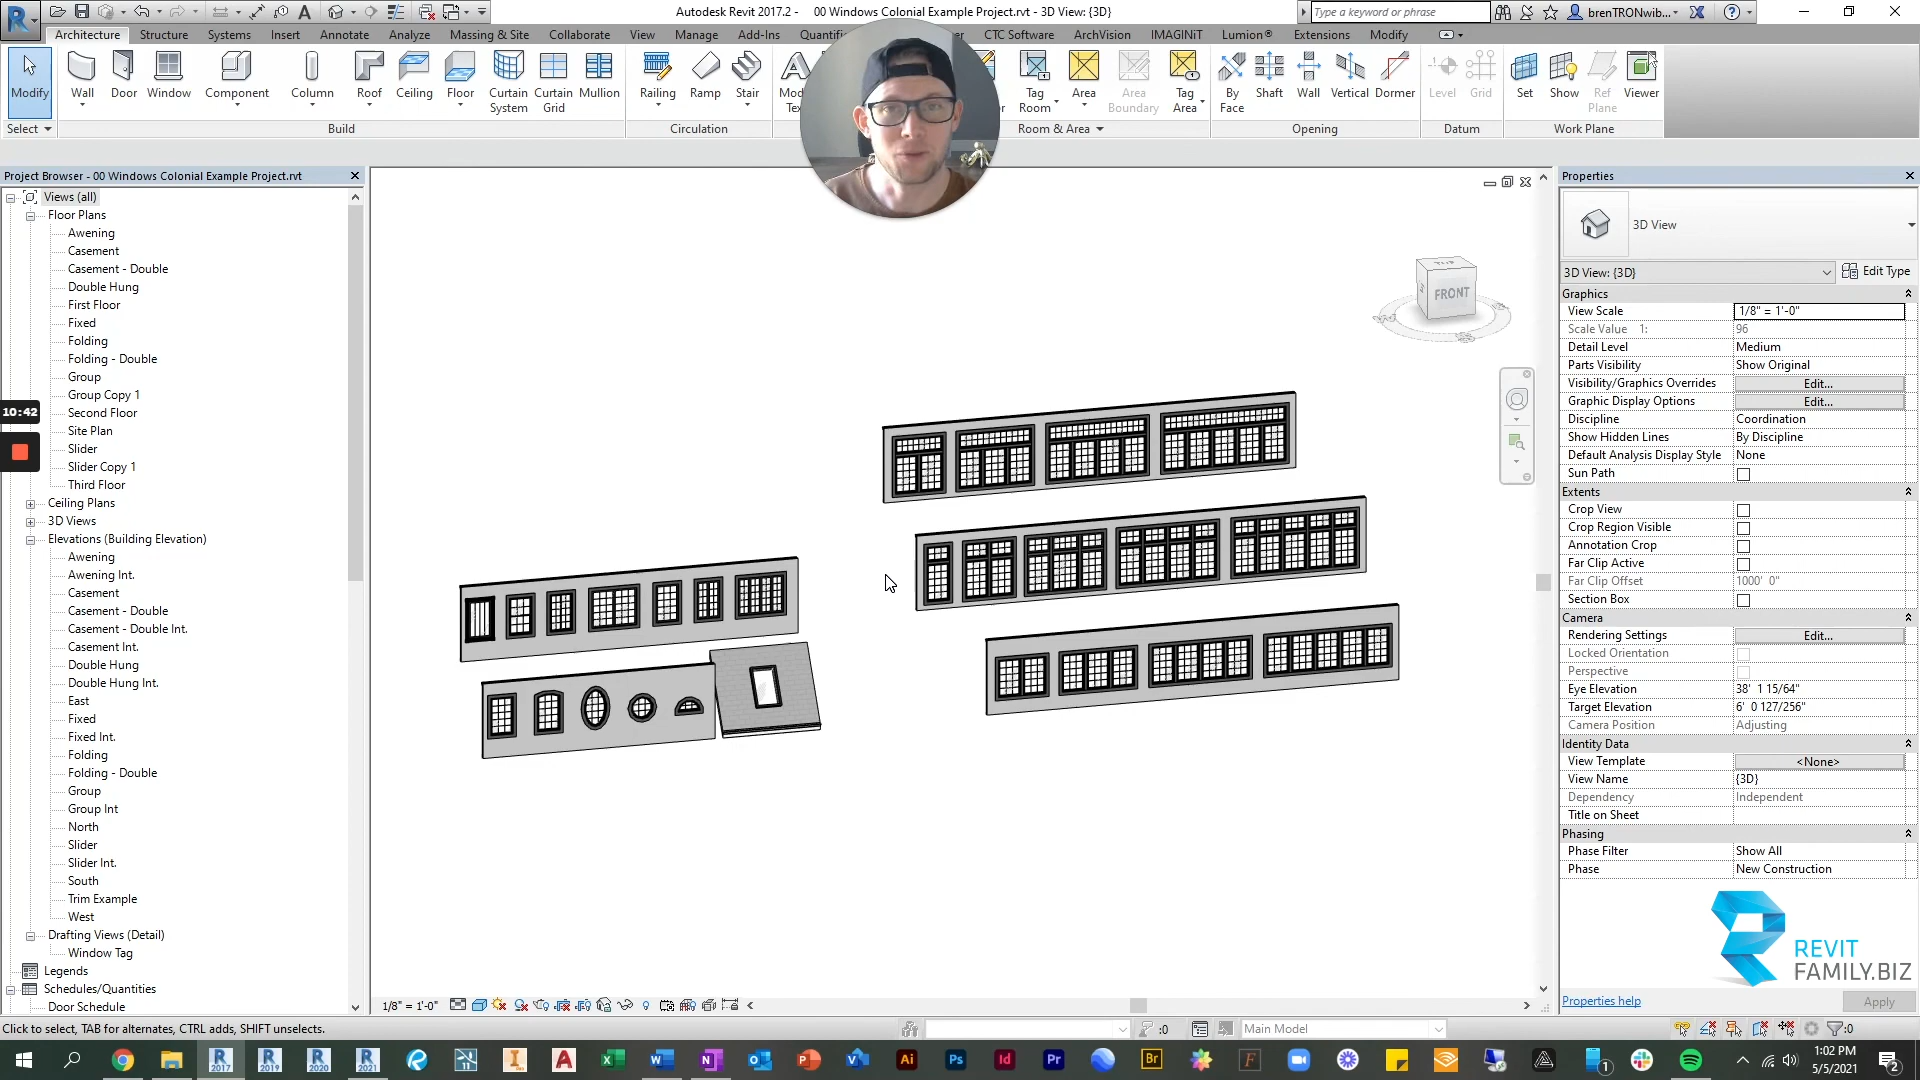 Autodesk Revit 2017.2 - 00 Windows Colonial Example Project.rvt - 3D View: {3D}
Type a keyword or phrase
brenTRONwib...
Architecture Structure Systems Insert Annotate Analyze Massing & Site Collaborate View Manage Add-Ins CTC Software ArchVision IMAGINiT Lumion® Extensions Modify
Modify Wall Door Window Component Column Roof Ceiling Floor Curtain System Curtain Grid Mullion Railing Ramp Stair Tag Room Area Area Boundary Tag Area By Face Shaft Wall Vertical Dormer Level Grid Set Show Ref Plane Viewer
Select Build Circulation Room & Area Opening Datum Work Plane
Project Browser - 00 Windows Colonial Example Project.rvt
Views (all)
Floor Plans
Awening
Casement
Casement - Double
Double Hung
First Floor
Fixed
Folding
Folding - Double
Group
Group Copy 1
Second Floor
Site Plan
Slider
Slider Copy 1
Third Floor
Ceiling Plans
3D Views
Elevations (Building Elevation)
Awening
Awening Int.
Casement
Casement - Double
Casement - Double Int.
Casement Int.
Double Hung
Double Hung Int.
East
Fixed
Fixed Int.
Folding
Folding - Double
Group
Group Int
North
Slider
Slider Int.
South
Trim Example
West
Drafting Views (Detail)
Window Tag
Legends
Schedules/Quantities
Door Schedule
10:42
FRONT
Properties
3D View
3D View: {3D} Edit Type
Graphics
View Scale 1/8" = 1'-0"
Scale Value 1: 96
Detail Level Medium
Parts Visibility Show Original
Visibility/Graphics Overrides Edit...
Graphic Display Options Edit...
Discipline Coordination
Show Hidden Lines By Discipline
Default Analysis Display Style None
Sun Path
Extents
Crop View
Crop Region Visible
Annotation Crop
Far Clip Active
Far Clip Offset 1000' 0"
Section Box
Camera
Rendering Settings Edit...
Locked Orientation
Perspective
Eye Elevation 38' 1 15/64"
Target Elevation 6' 0 127/256"
Camera Position Adjusting
Identity Data
View Template <None>
View Name {3D}
Dependency Independent
Title on Sheet
Phasing
Phase Filter Show All
Phase New Construction
REVIT
FAMILY.BIZ
Properties help Apply
1/8" = 1'-0"
Click to select, TAB for alternates, CTRL adds, SHIFT unselects.
:0
Main Model
:0
1:02 PM
5/5/2021